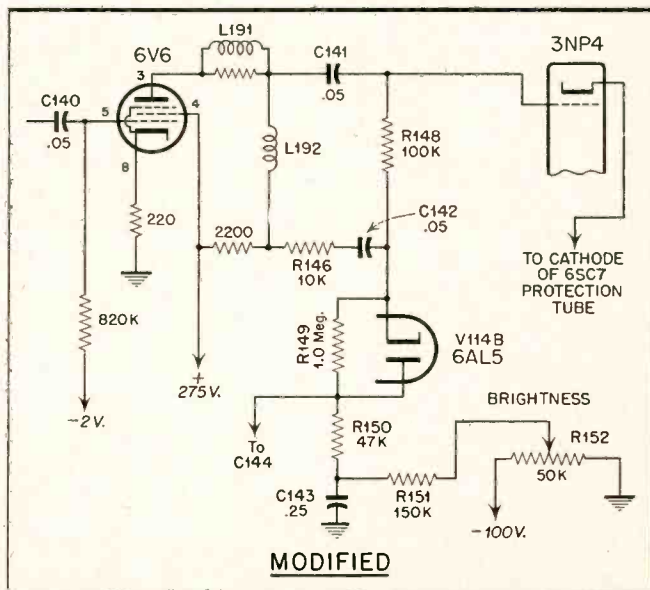 L191
6V6
C141
3NP4
3
.05
C140
5
4
.05
R148
100K
8
L192
C142
.05
220
2200
R146
10K
TO CATHODE
OF 6SC7
PROTECTION
TUBE
820K
R149
1.0 Meg.
V114B
6AL5
+
275V.
-2V.
BRIGHTNESS
To
C144
R150
47K
R152
50K
C143
.25
R151
150K
-100V.
MODIFIED